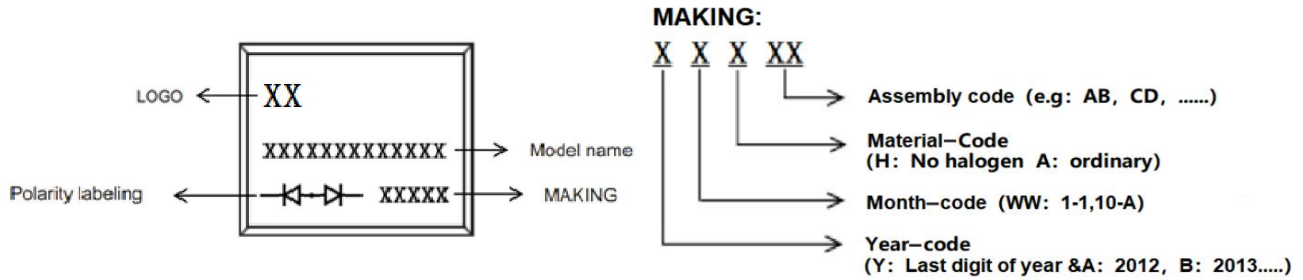 MAKING:
X X X XX
LOGO
XX
Assembly code (e.g: AB, CD, ......)
XXXXXXXXXXXXX
Model name
Material-Code
(H: No halogen A: ordinary)
Polarity labeling
XXXXX
MAKING
Month-code (WW: 1-1,10-A)
Year-code
(Y: Last digit of year &A: 2012, B: 2013.....)